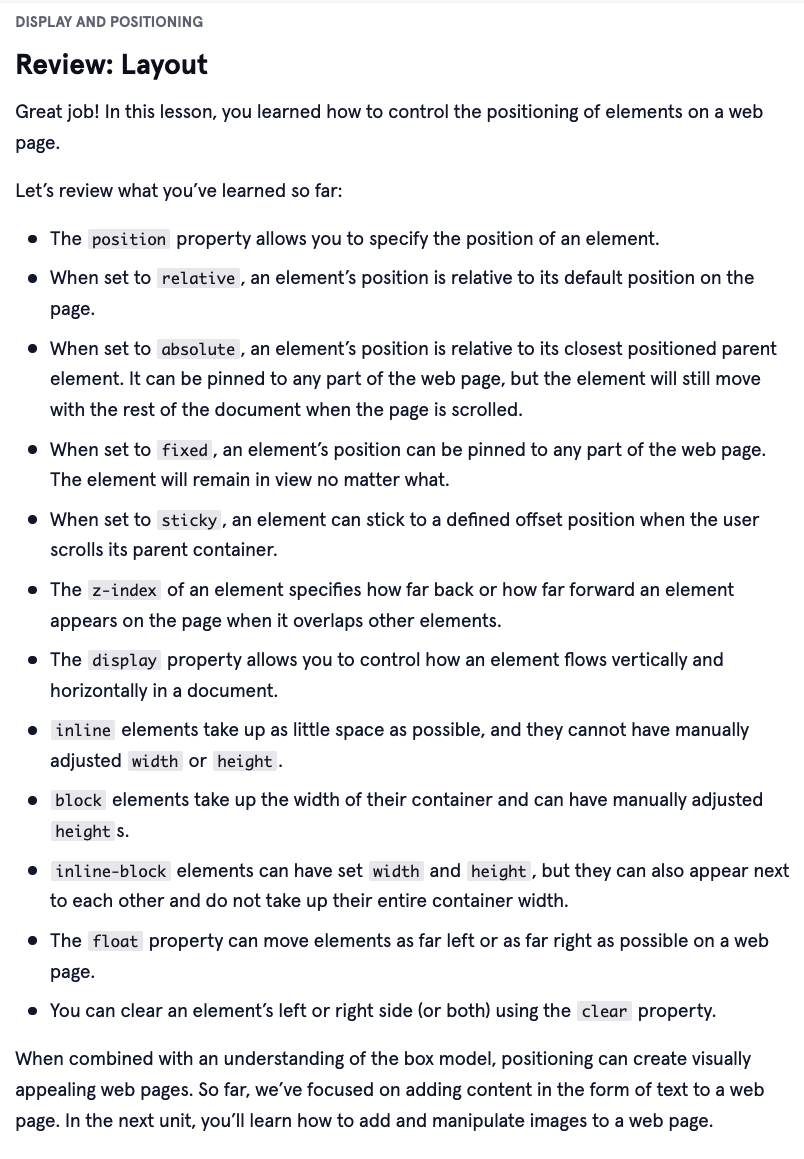 DISPLAY AND POSITIONING
Review: Layout
Great job! In this lesson, you learned how to control the positioning of elements on a web
page.
Let’s review what you’ve learned so far:
• The position property allows you to specify the position of an element.
• When set to relative, an element’s position is relative to its default position on the
page.
• When set to absolute, an element’s position is relative to its closest positioned parent
element. It can be pinned to any part of the web page, but the element will still move
with the rest of the document when the page is scrolled.
• When set to fixed, an element’s position can be pinned to any part of the web page.
The element will remain in view no matter what.
• When set to sticky, an element can stick to a defined offset position when the user
scrolls its parent container.
• The z-index of an element specifies how far back or how far forward an element
appears on the page when it overlaps other elements.
• The display property allows you to control how an element flows vertically and
horizontally in a document.
• inline elements take up as little space as possible, and they cannot have manually
adjusted width or height.
• block elements take up the width of their container and can have manually adjusted
heights.
• inline-block elements can have set width and height, but they can also appear next
to each other and do not take up their entire container width.
• The float property can move elements as far left or as far right as possible on a web
page.
• You can clear an element’s left or right side (or both) using the clear property.
When combined with an understanding of the box model, positioning can create visually
appealing web pages. So far, we’ve focused on adding content in the form of text to a web
page. In the next unit, you’ll learn how to add and manipulate images to a web page.